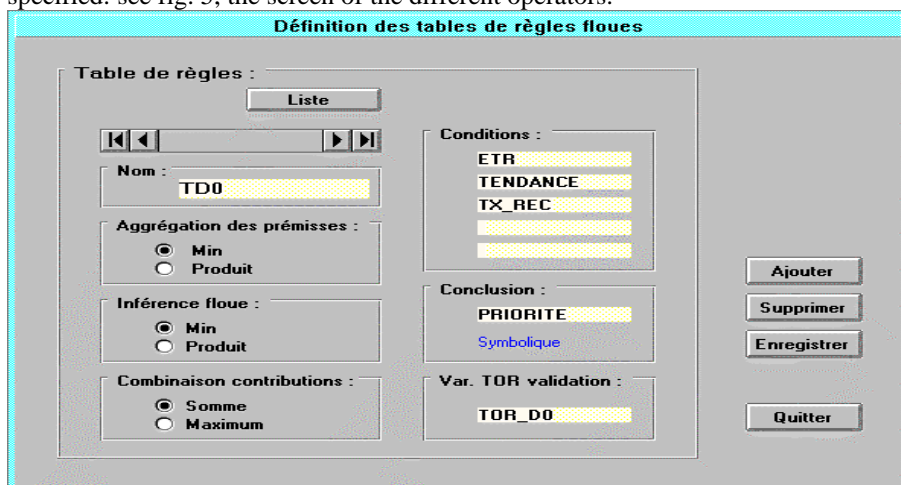 specified: see fig. 3, the screen of the different operators.
Définition des tables de règles floues
Table de règles :
Liste
Nom :
TD0
Aggrégation des prémisses :
Min
Produit
Inférence floue :
Min
Produit
Combinaison contributions :
Somme
Maximum
Conditions :
ETR
TENDANCE
TX_REC
Conclusion :
PRIORITE
Symbolique
Var. TOR validation :
TOR_D0
Ajouter
Supprimer
Enregistrer
Quitter